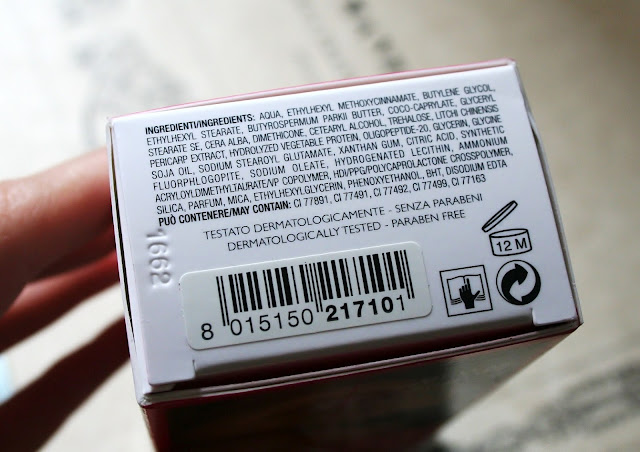 INGREDIENTI/INGREDIENTS: AQUA, ETHYLHEXYL METHOXYCINNAMATE, BUTYLENE GLYCOL,
ETHYLHEXYL STEARATE, BUTYROSPERMUM PARKII BUTTER, COCO-CAPRYLATE, GLYCERYL
STEARATE SE, CERA ALBA, DIMETHICONE, CETEARYL ALCOHOL, TREHALOSE, LITCHI CHINENSIS
PERICARP EXTRACT, HYDROLYZED VEGETABLE PROTEIN, OLIGOPEPTIDE-20, GLYCERIN, GLYCINE
SOJA OIL, SODIUM STEAROYL GLUTAMATE, XANTHAN GUM, CITRIC ACID, SYNTHETIC
FLUORPHLOGOPITE, SODIUM OLEATE, HYDROGENATED LECITHIN, AMMONIUM
ACRYLOYLDIMETHYLTAURATE/VP COPOLYMER, HDI/PPG/POLYCAPROLACTONE CROSSPOLYMER,
SILICA, PARFUM, MICA, ETHYLHEXYLGLYCERIN, PHENOXYETHANOL, BHT, DISODIUM EDTA
PUÒ CONTENERE/MAY CONTAIN: CI 77891, CI 77491, CI 77492, CI 77499, CI 77163
TESTATO DERMATOLOGICAMENTE - SENZA PARABENI
DERMATOLOGICALLY TESTED - PARABEN FREE
1662
12 M
8 015150 217101